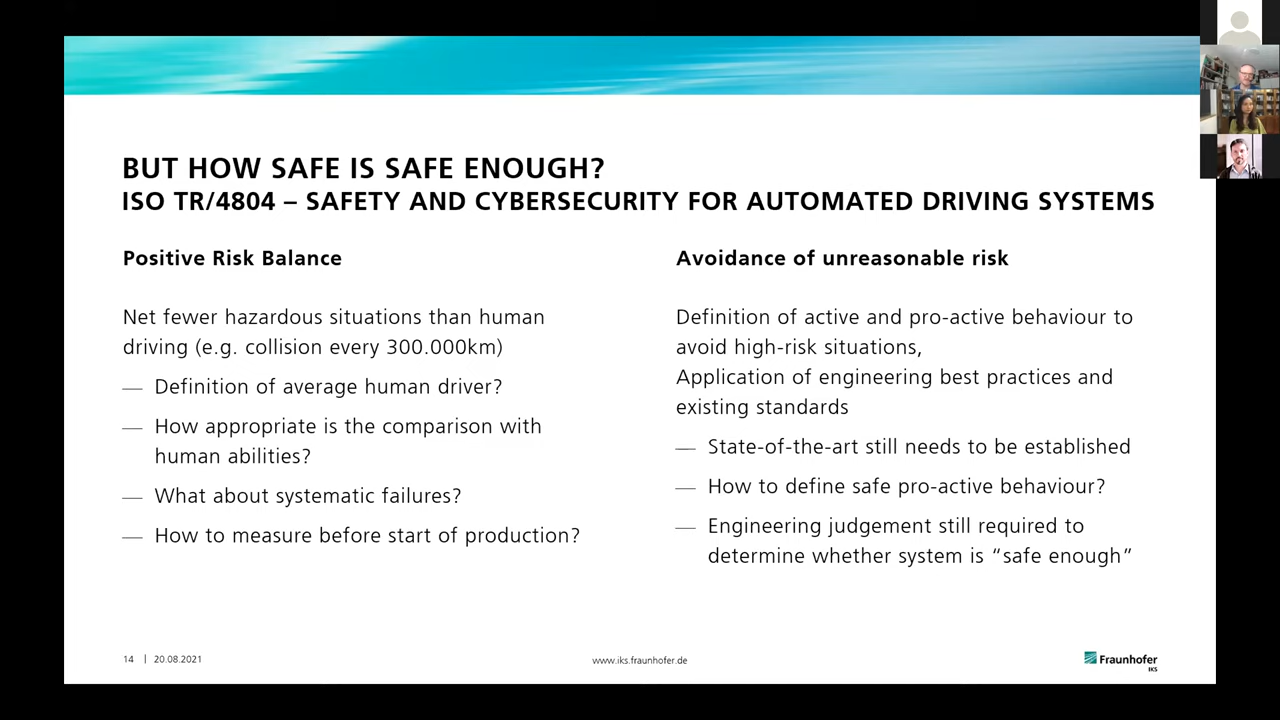 BUT HOW SAFE IS SAFE ENOUGH?
ISO TR/4804 – SAFETY AND CYBERSECURITY FOR AUTOMATED DRIVING SYSTEMS
Positive Risk Balance
Net fewer hazardous situations than human
driving (e.g. collision every 300.000km)
— Definition of average human driver?
— How appropriate is the comparison with
human abilities?
— What about systematic failures?
— How to measure before start of production?
Avoidance of unreasonable risk
Definition of active and pro-active behaviour to
avoid high-risk situations,
Application of engineering best practices and
existing standards
— State-of-the-art still needs to be established
— How to define safe pro-active behaviour?
— Engineering judgement still required to
determine whether system is “safe enough”
14 | 20.08.2021
www.iks.fraunhofer.de
Fraunhofer
IKS